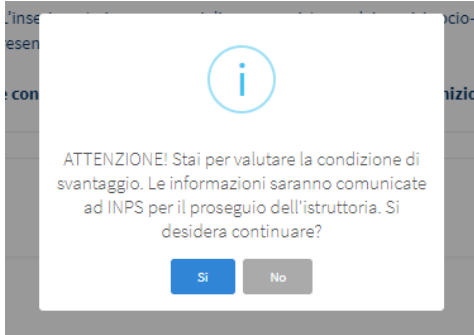 ATTENZIONE! Stai per valutare la condizione di
svantaggio. Le informazioni saranno comunicate
ad INPS per il proseguio dell'istruttoria. Si
desidera continuare?
Si
No